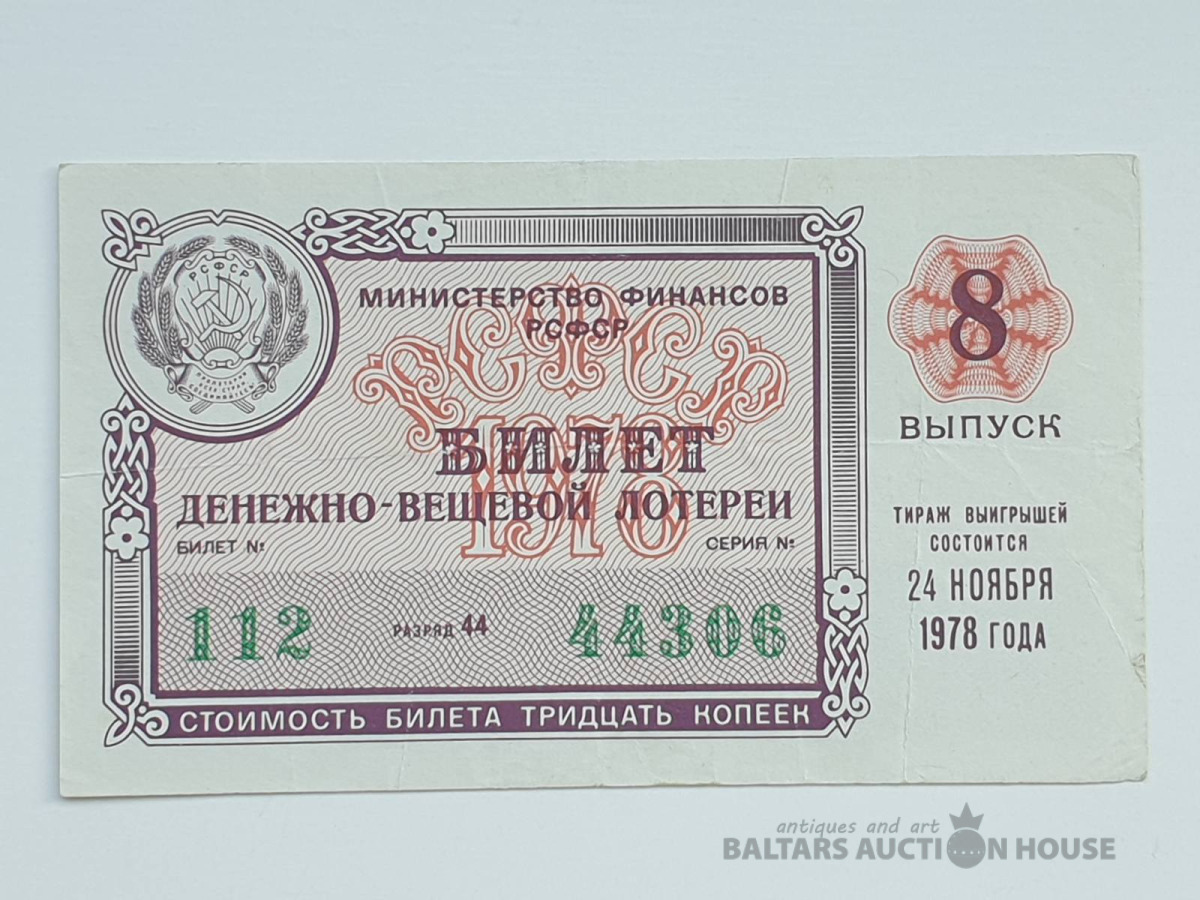 РСФСР
МИНИСТЕРСТВО ФИНАНСОВ
РСФСР
РСФСР
1978
БИЛЕТ
ДЕНЕЖНО-ВЕЩЕВОЙ ЛОТЕРЕИ
БИЛЕТ №:
СЕРИЯ №:
112
РАЗРЯД 44
44306
СТОИМОСТЬ БИЛЕТА ТРИДЦАТЬ КОПЕЕК
8
ВЫПУСК
ТИРАЖ ВЫИГРЫШЕЙ
СОСТОИТСЯ
24 НОЯБРЯ
1978 ГОДА
antiques and art
BALTARS AUCTION HOUSE